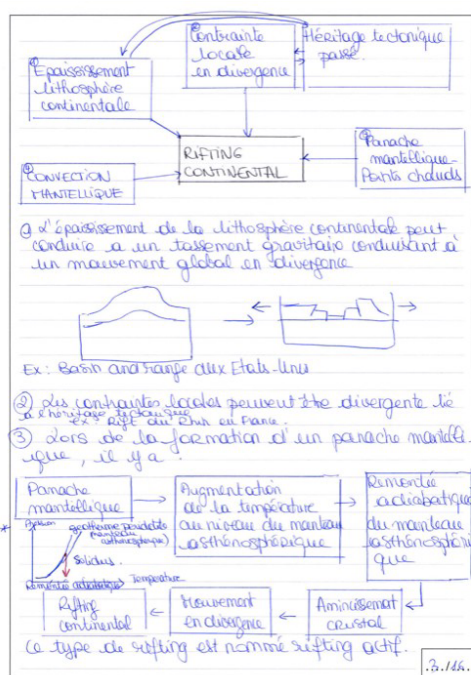 ① Epaississement
lithosphère
continentale
② Contrainte
locale
en divergence
Héritage tectonique
passé.
RIFTING
CONTINENTAL
④ Panache
mantellique-
Points chauds
CONVECTION
MANTELLIQUE
① L'épaississement de la lithosphère continentale peut
conduire a un tassement gravitaire conduisant à
un mouvement global en divergence
Ex: Basin and range aux Etats-Unis
② Les contraintes locales peuvent être divergente lié
à l'héritage tectonique
ex: Rift du Rhin en France.
③ Lors de la formation d'un panache mantelli-
que, il y a :
Panache
mantellique
Augmentation
de la température
au niveau du manteau
asthénosphérique
Remontée
adiabatique
du manteau
asthénosphéri
que
*
géotherme
Solidus
Remontée adiabatique
Température
Rifting
continental
Mouvement
en divergence
Amincissement
crustal
Ce type de rifting est nommé rifting actif.
.3./16.